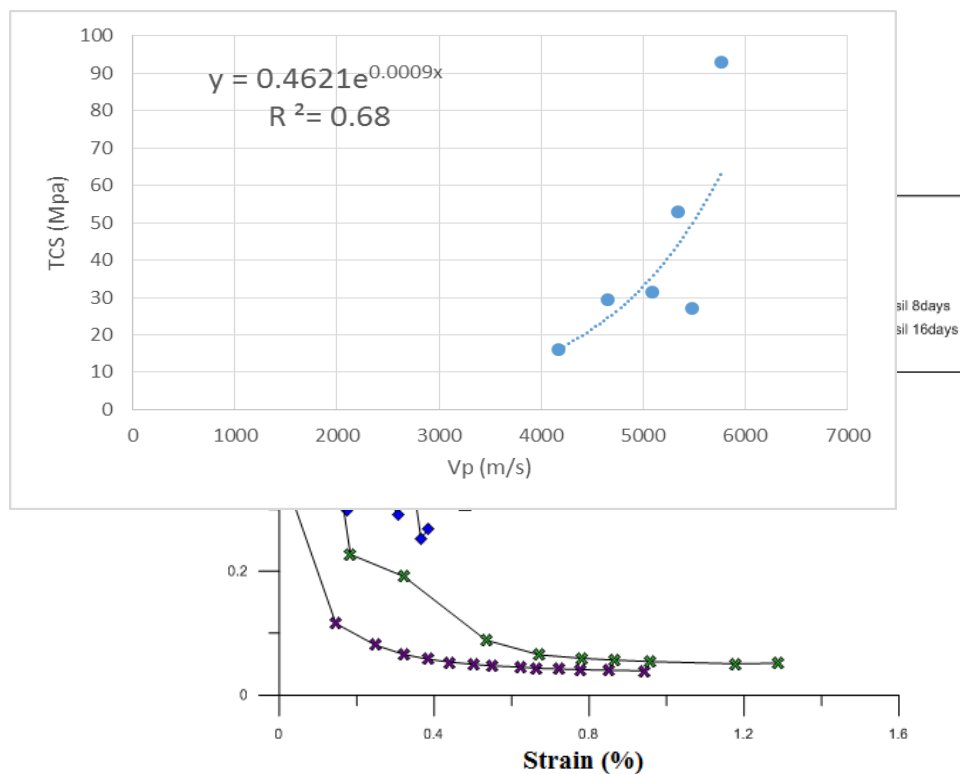 100
90
80
70
60
50
40
30
20
10
0
TCS (Mpa)
y = 0.4621e^0.0009x
R ²= 0.68
0 1000 2000 3000 4000 5000 6000 7000
Vp (m/s)
sil 8days
sil 16days
0.2
0
0 0.4 0.8 1.2 1.6
Strain (%)